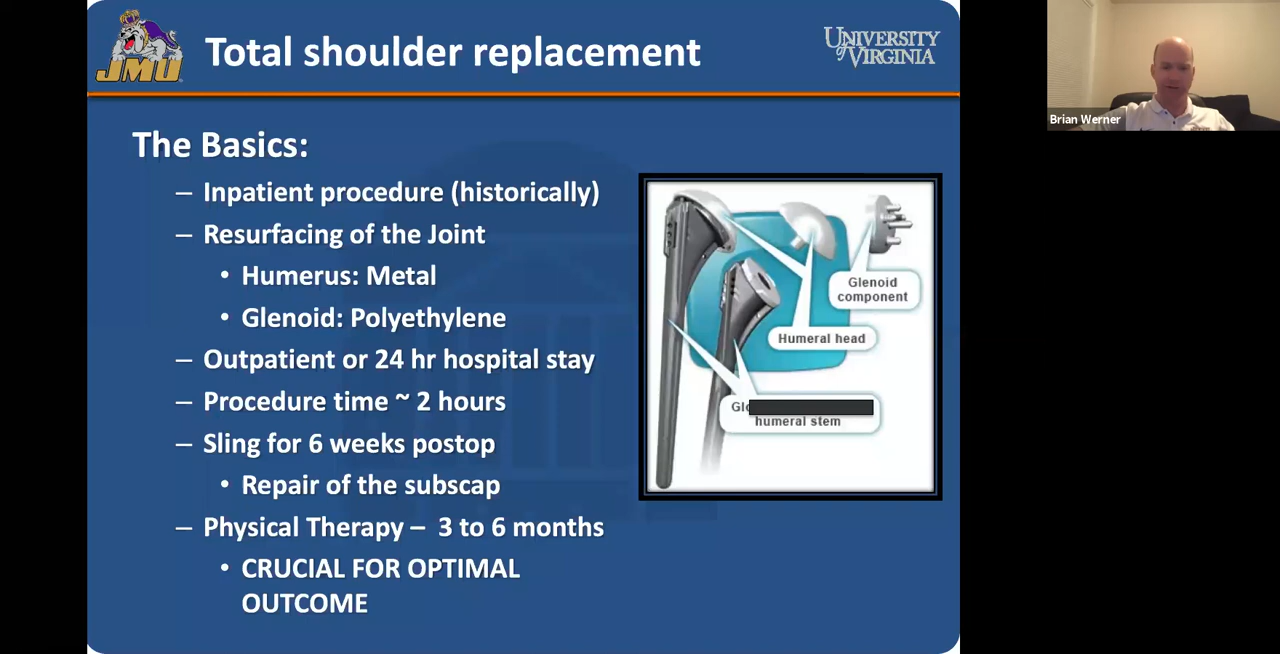 JMU
Total shoulder replacement
UNIVERSITY
of VIRGINIA
Brian Werner
The Basics:
– Inpatient procedure (historically)
– Resurfacing of the Joint
• Humerus: Metal
• Glenoid: Polyethylene
– Outpatient or 24 hr hospital stay
– Procedure time ~ 2 hours
– Sling for 6 weeks postop
• Repair of the subscap
– Physical Therapy – 3 to 6 months
• CRUCIAL FOR OPTIMAL
OUTCOME
Glenoid
component
Humeral head
humeral stem